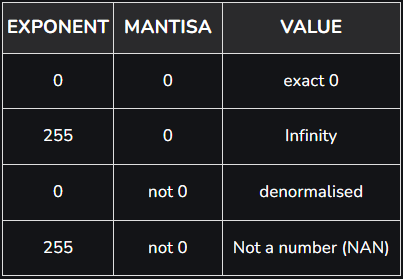 EXPONENT MANTISA VALUE
0 0 exact 0
255 0 Infinity
0 not 0 denormalised
255 not 0 Not a number (NAN)